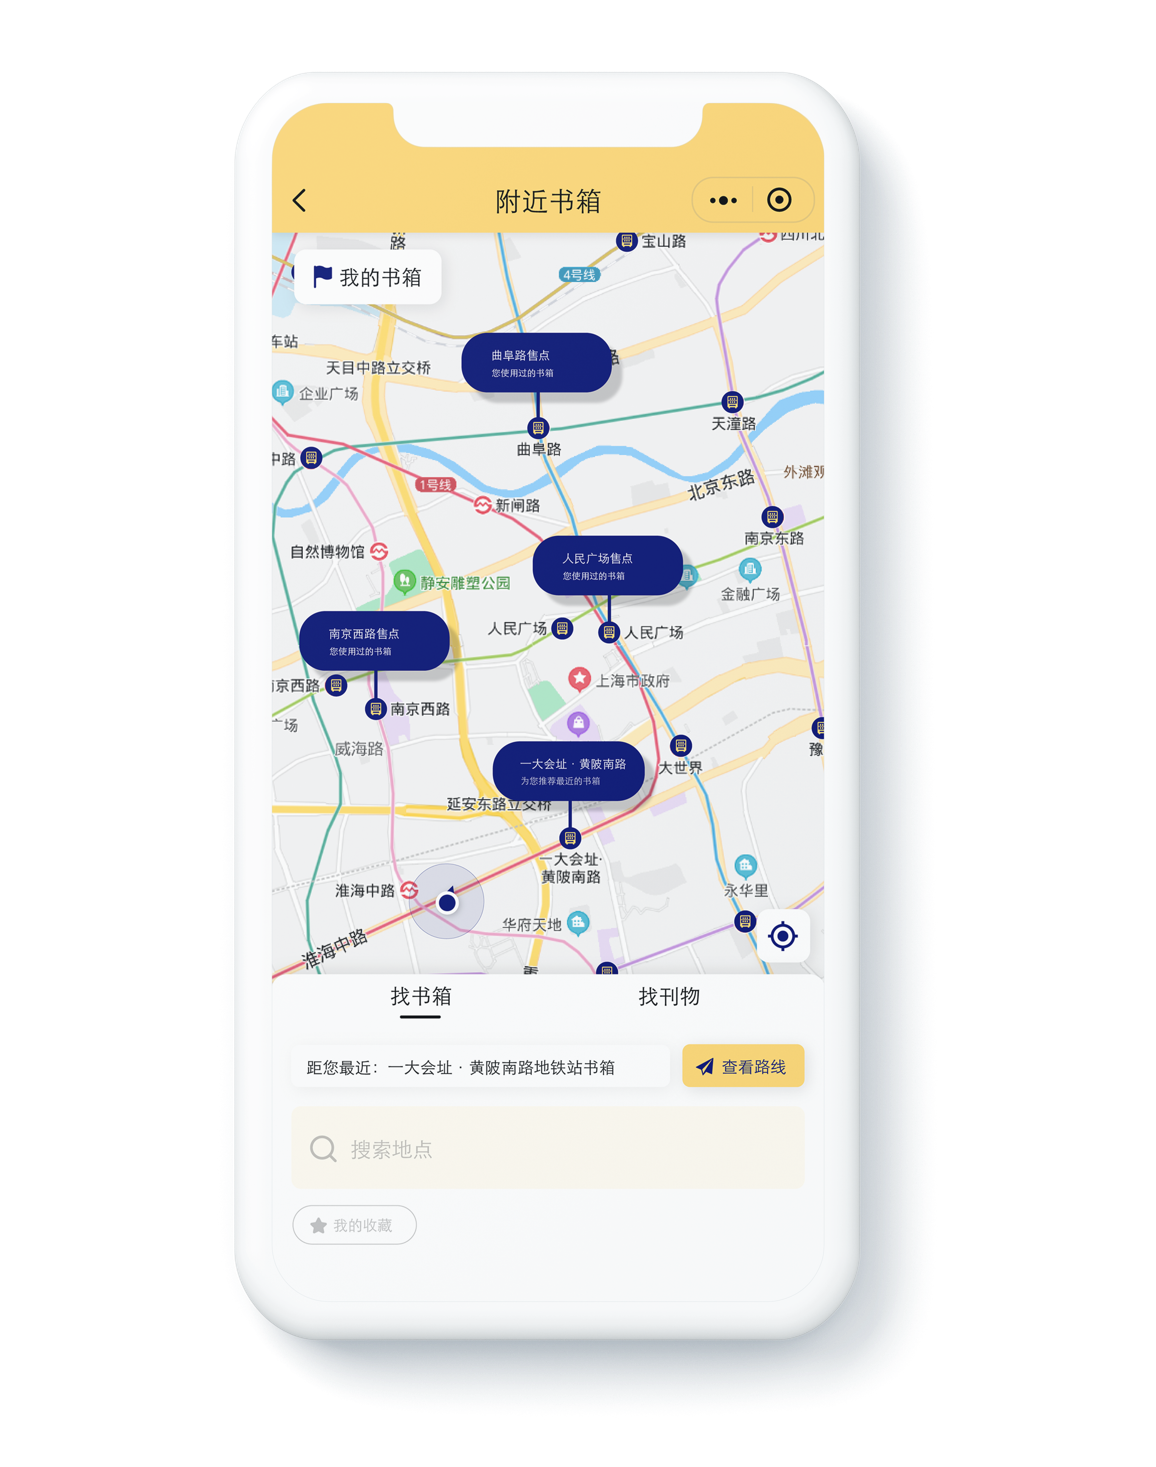 附近书箱
路
宝山路
四川北
我的书箱
4号线
车站
天目中路立交桥
曲阜路售点
您使用过的书箱
企业广场
曲阜路
天潼路
中路
1号线
新闸路
北京东路
外滩观
南京东路
自然博物馆
静安雕塑公园
人民广场售点
您使用过的书箱
金融广场
南京西路售点
您使用过的书箱
人民广场
人民广场
南京西路
上海市政府
南京西路
广场
威海路
一大会址 · 黄陂南路
为您推荐最近的书箱
大世界
豫
延安东路立交桥
一大会址·
黄陂南路
淮海中路
永华里
华府天地
淮海中路
找书箱
找刊物
距您最近：一大会址 · 黄陂南路地铁站书箱
查看路线
搜索地点
我的收藏